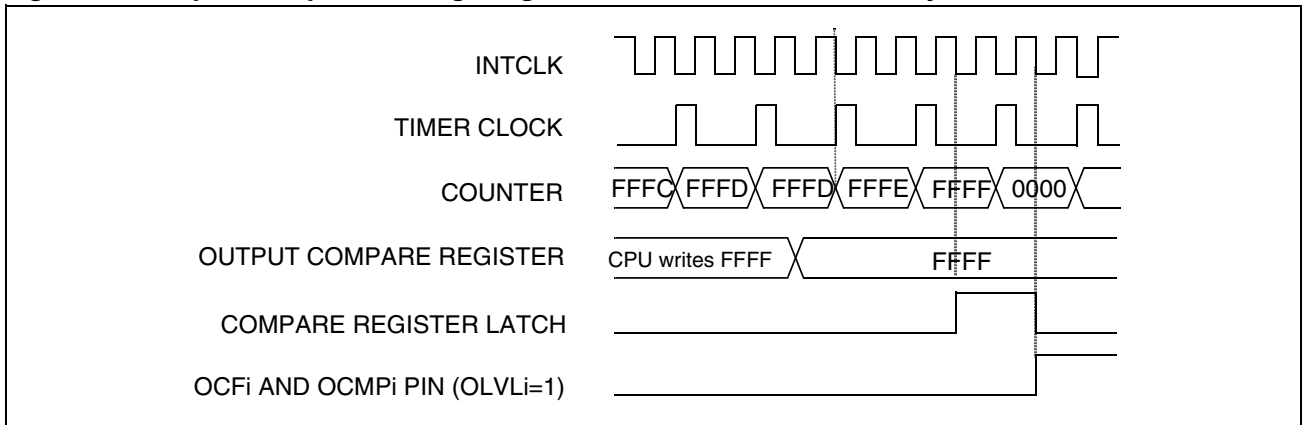 INTCLK
TIMER CLOCK
COUNTER FFFC FFFD FFFD FFFE FFFF 0000
OUTPUT COMPARE REGISTER CPU writes FFFF FFFF
COMPARE REGISTER LATCH
OCFi AND OCMPi PIN (OLVLi=1)